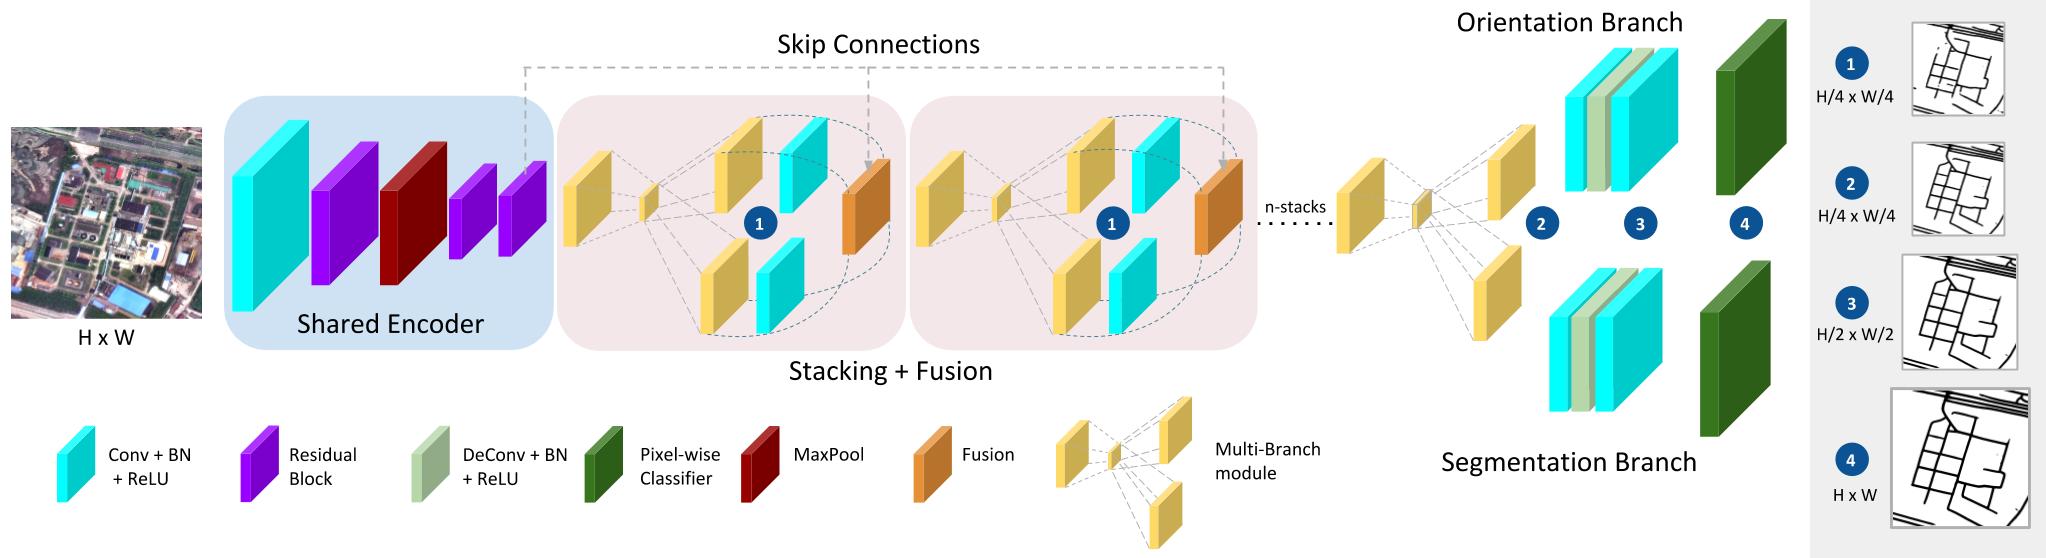 Skip Connections
Orientation Branch
H x W
Shared Encoder
1
1
Stacking + Fusion
n-stacks
2
3
4
Segmentation Branch
1
H/4 x W/4
2
H/4 x W/4
3
H/2 x W/2
4
H x W
Conv + BN
+ ReLU
Residual
Block
DeConv + BN
+ ReLU
Pixel-wise
Classifier
MaxPool
Fusion
Multi-Branch
module